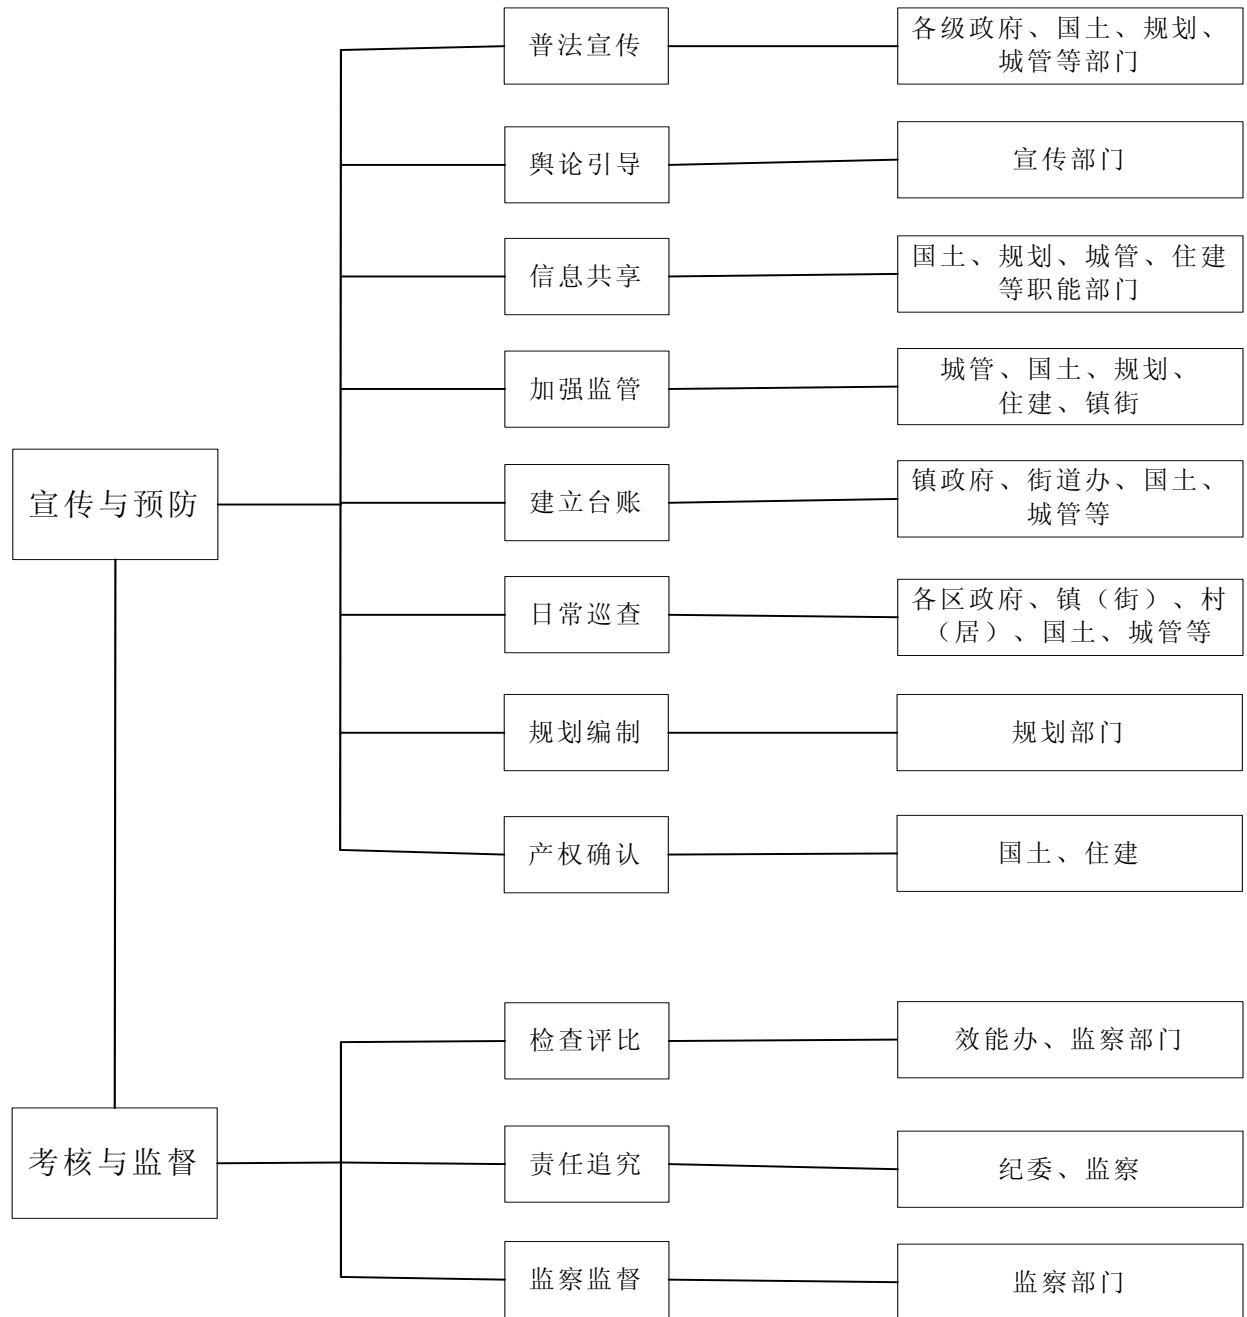 普法宣传
各级政府、国土、规划、
城管等部门
舆论引导
宣传部门
信息共享
国土、规划、城管、住建
等职能部门
加强监管
城管、国土、规划、
住建、镇街
宣传与预防
建立台账
镇政府、街道办、国土、
城管等
日常巡查
各区政府、镇（街）、村
（居）、国土、城管等
规划编制
规划部门
产权确认
国土、住建
检查评比
效能办、监察部门
考核与监督
责任追究
纪委、监察
监察监督
监察部门